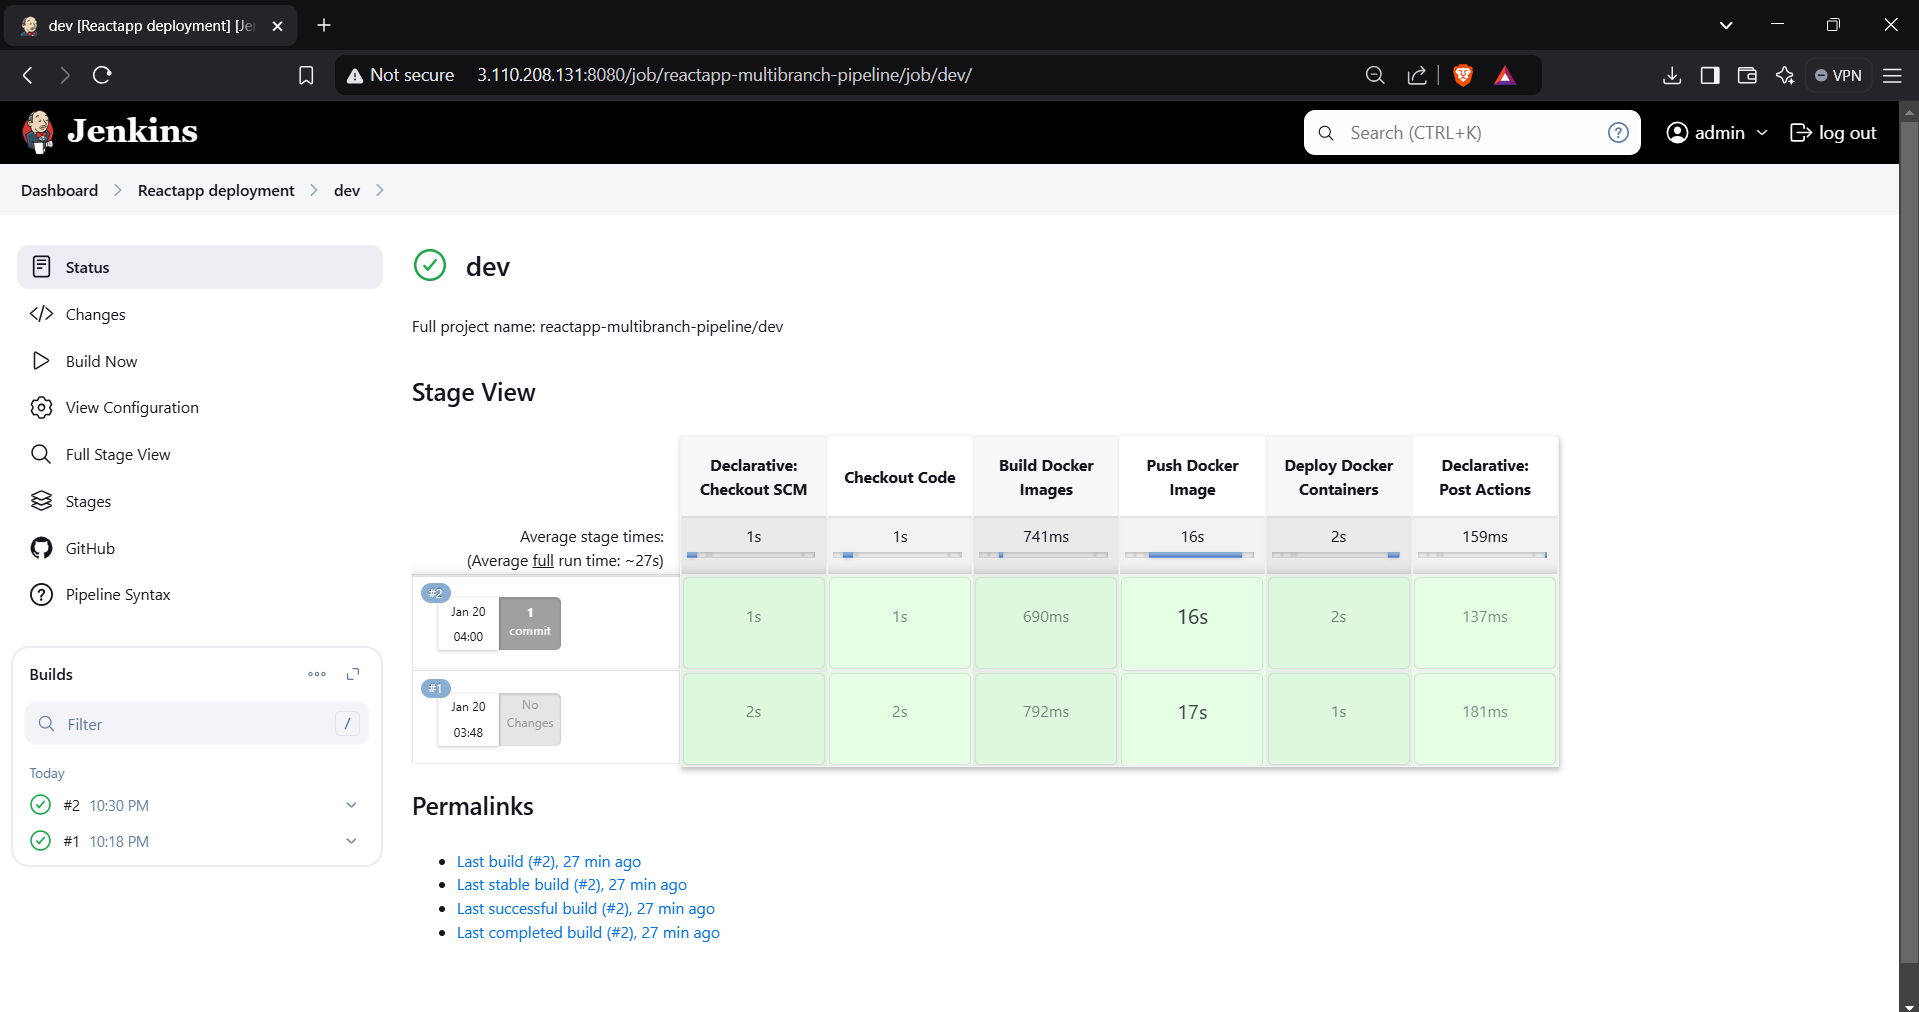 dev [Reactapp deployment] [Je
Not secure 3.110.208.131:8080/job/reactapp-multibranch-pipeline/job/dev/
VPN
Jenkins
Search (CTRL+K)
?
admin
log out
Dashboard
Reactapp deployment
dev
Status
Changes
Build Now
View Configuration
Full Stage View
Stages
GitHub
Pipeline Syntax
Builds
Filter
/
Today
#2 10:30 PM
#1 10:18 PM
dev
Full project name: reactapp-multibranch-pipeline/dev
Stage View
Declarative: Checkout SCM
Checkout Code
Build Docker Images
Push Docker Image
Deploy Docker Containers
Declarative: Post Actions
Average stage times:
(Average full run time: ~27s)
1s 1s 741ms 16s 2s 159ms
#2
Jan 20
04:00
1
commit
1s 1s 690ms 16s 2s 137ms
#1
Jan 20
03:48
No
Changes
2s 2s 792ms 17s 1s 181ms
Permalinks
Last build (#2), 27 min ago
Last stable build (#2), 27 min ago
Last successful build (#2), 27 min ago
Last completed build (#2), 27 min ago